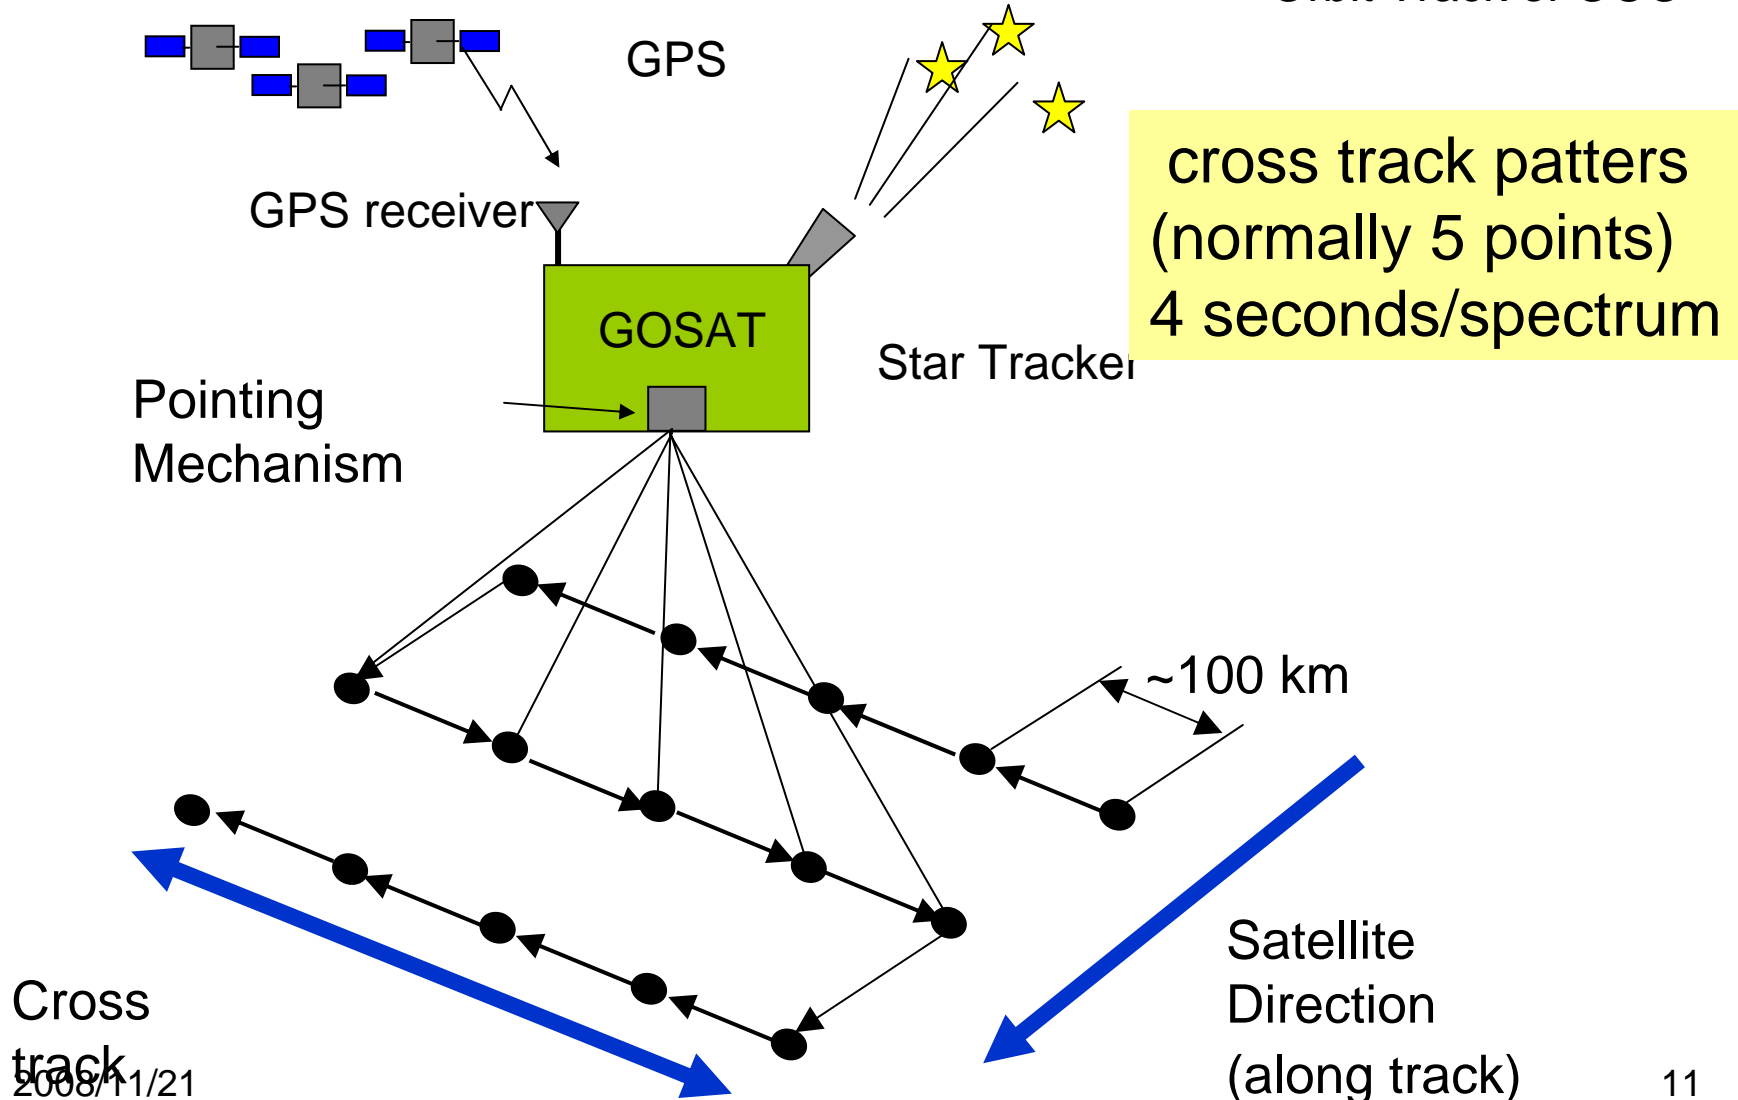 GPS
cross track patters
(normally 5 points)
4 seconds/spectrum
GPS receiver
GOSAT
Star Tracker
Pointing
Mechanism
~100 km
Satellite
Direction
(along track)
Cross
track
2008/11/21
11